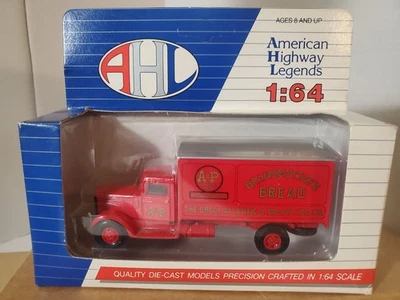 AGES 8 AND UP
AHL
American
Highway
Legends
1:64
A&P
BREAD
QUALITY DIE-CAST MODELS PRECISION CRAFTED IN 1:64 SCALE